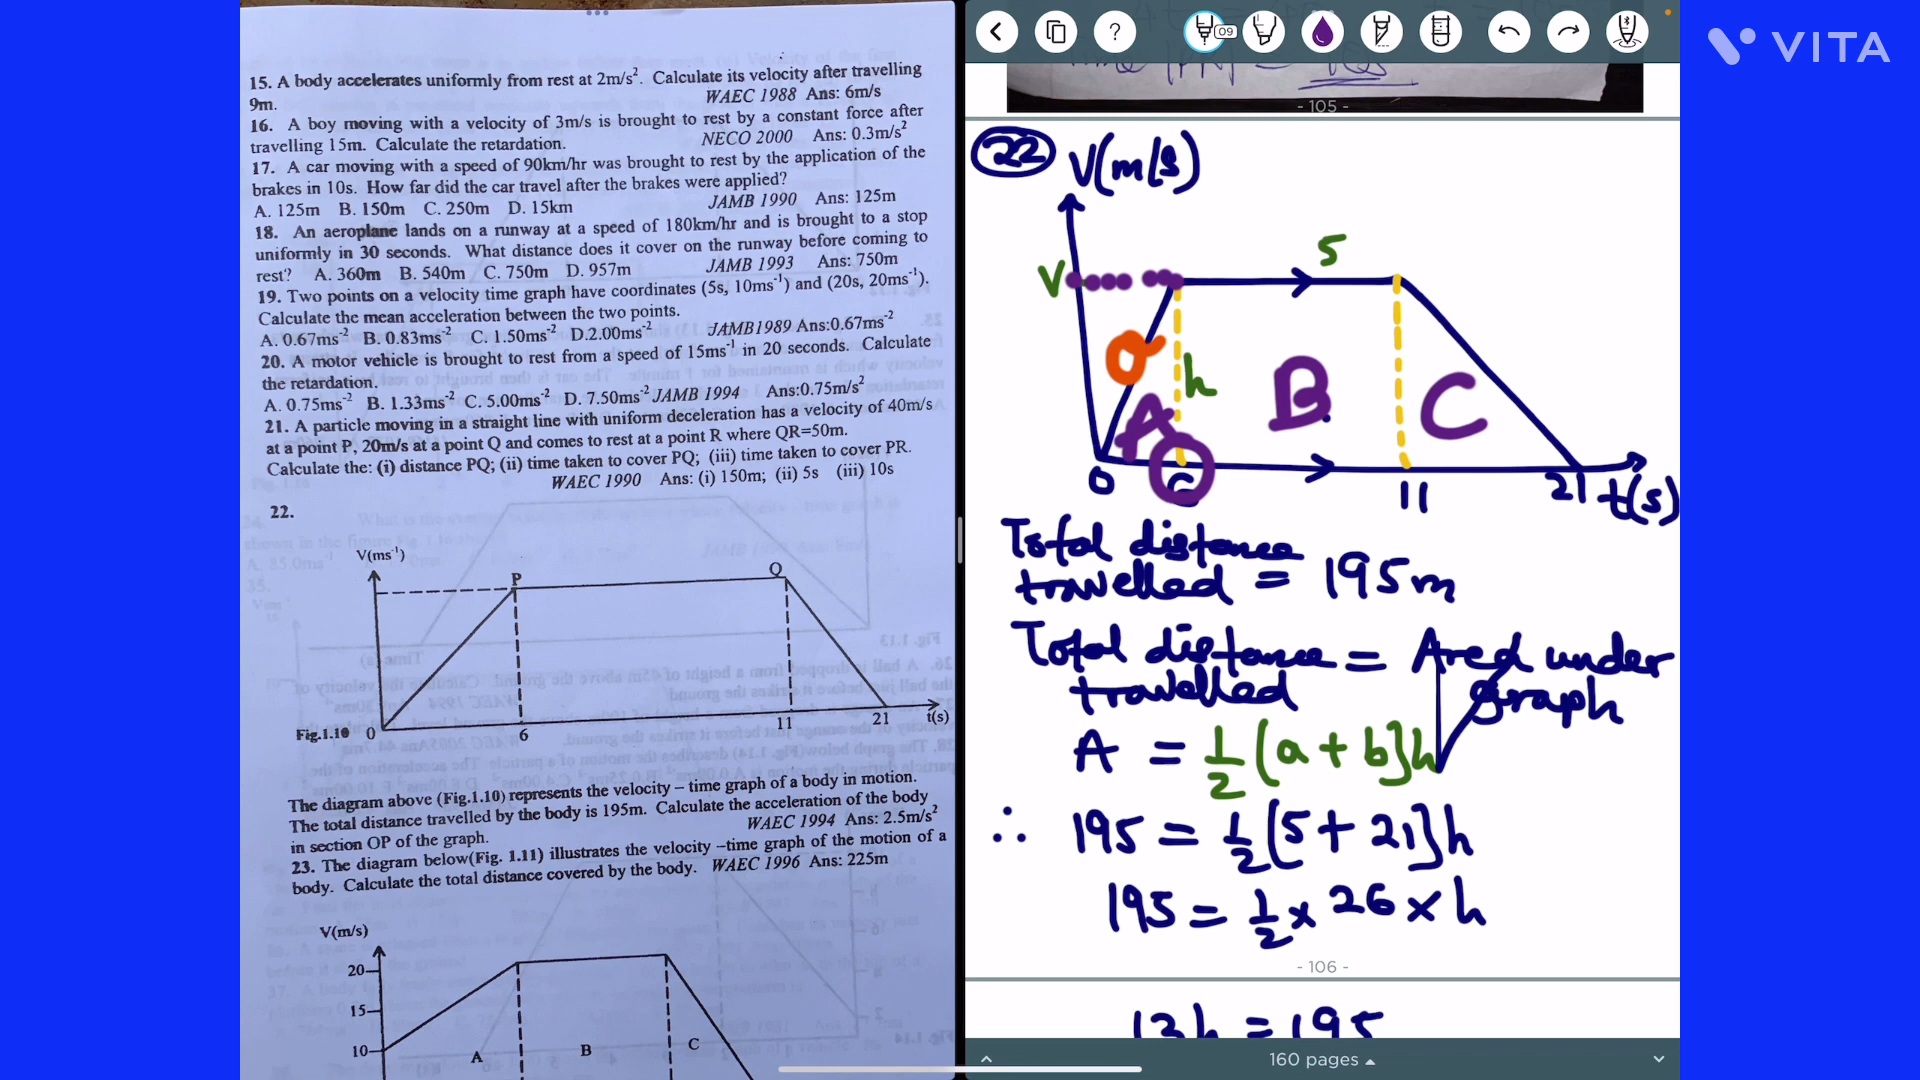 15. A body accelerates uniformly from rest at 2m/s². Calculate its velocity after travelling
9m. WAEC 1988 Ans: 6m/s
16. A boy moving with a velocity of 3m/s is brought to rest by a constant force after
travelling 15m. Calculate the retardation. NECO 2000 Ans: 0.3m/s²
17. A car moving with a speed of 90km/hr was brought to rest by the application of the
brakes in 10s. How far did the car travel after the brakes were applied?
A. 125m B. 150m C. 250m D. 15km JAMB 1990 Ans: 125m
18. An aeroplane lands on a runway at a speed of 180km/hr and is brought to a stop
uniformly in 30 seconds. What distance does it cover on the runway before coming to
rest? A. 360m B. 540m C. 750m D. 957m JAMB 1993 Ans: 750m
19. Two points on a velocity time graph have coordinates (5s, 10ms⁻¹) and (20s, 20ms⁻¹).
Calculate the mean acceleration between the two points.
A. 0.67ms⁻² B. 0.83ms⁻² C. 1.50ms⁻² D.2.00ms⁻² JAMB1989 Ans:0.67ms⁻²
20. A motor vehicle is brought to rest from a speed of 15ms⁻¹ in 20 seconds. Calculate
the retardation.
A. 0.75ms⁻² B. 1.33ms⁻² C. 5.00ms⁻² D. 7.50ms⁻² JAMB 1994 Ans:0.75m/s²
21. A particle moving in a straight line with uniform deceleration has a velocity of 40m/s
at a point P, 20m/s at a point Q and comes to rest at a point R where QR=50m.
Calculate the: (i) distance PQ; (ii) time taken to cover PQ; (iii) time taken to cover PR.
WAEC 1990 Ans: (i) 150m; (ii) 5s (iii) 10s
22.
V(ms⁻¹)
P Q
Fig.1.10 0 6 11 21 t(s)
The diagram above (Fig.1.10) represents the velocity – time graph of a body in motion.
The total distance travelled by the body is 195m. Calculate the acceleration of the body
in section OP of the graph. WAEC 1994 Ans: 2.5m/s²
23. The diagram below(Fig. 1.11) illustrates the velocity –time graph of the motion of a
body. Calculate the total distance covered by the body. WAEC 1996 Ans: 225m
V(m/s)
20
15
10
A B C
?
09
- 105 -
22 V(m/s)
5
V
a h
A B C
0 6 11 21 t(s)
Total distance
travelled = 195m
Total distance = Area under
travelled graph
A = ½(a + b)h
∴ 195 = ½(5 + 21)h
195 = ½ × 26 × h
- 106 -
13h = 195
160 pages
VITA